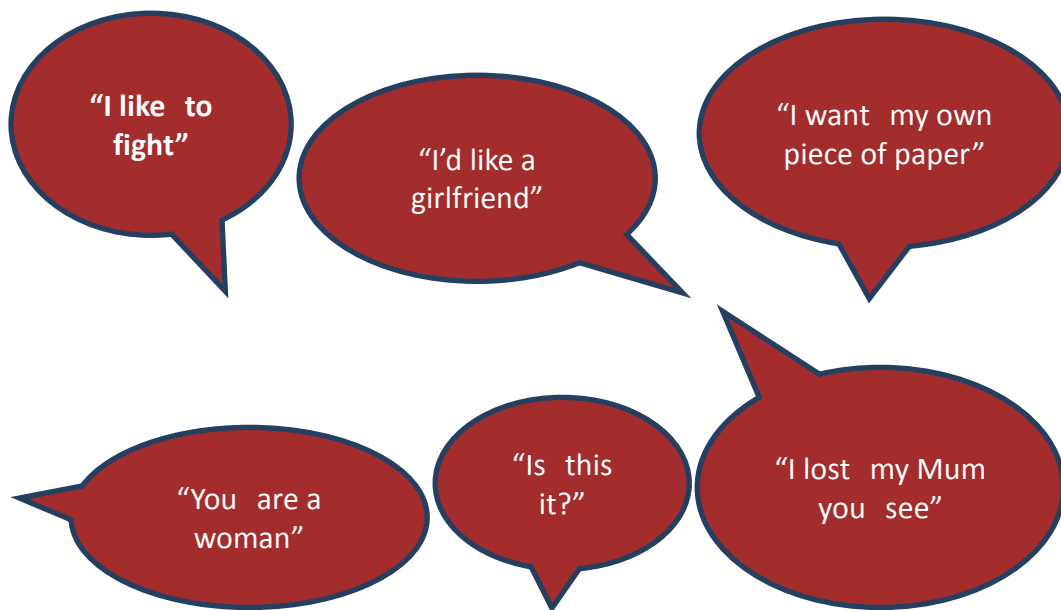 “I like to
fight”
“I’d like a
girlfriend”
“I want my own
piece of paper”
“You are a
woman”
“Is this
it?”
“I lost my Mum
you see”